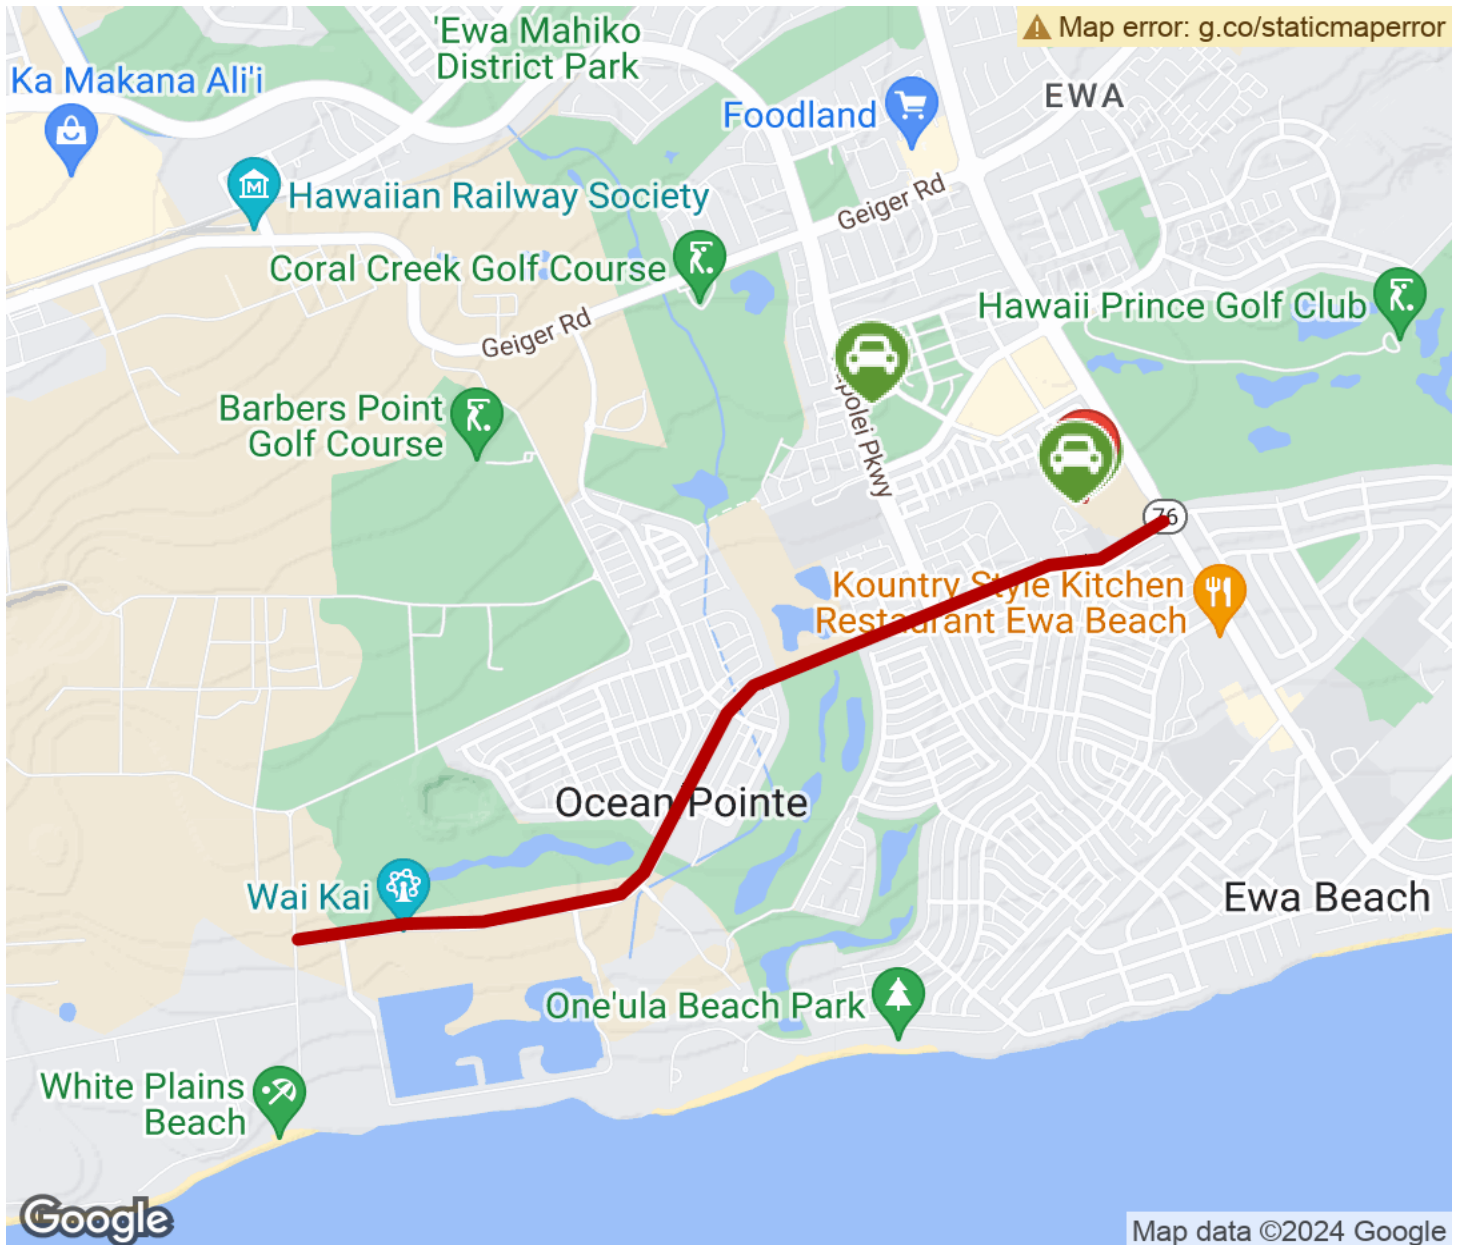 'Ewa Mahiko
District Park
Map error: g.co/staticmaperror
Ka Makana Ali'i
EWA
Foodland
Hawaiian Railway Society
Geiger Rd
Coral Creek Golf Course
Hawaii Prince Golf Club
Geiger Rd
Barbers Point
Golf Course
Pkwy
76
Kountry Style Kitchen
Restaurant Ewa Beach
Ocean Pointe
Wai Kai
Ewa Beach
One'ula Beach Park
White Plains
Beach
Google
Map data ©2024 Google